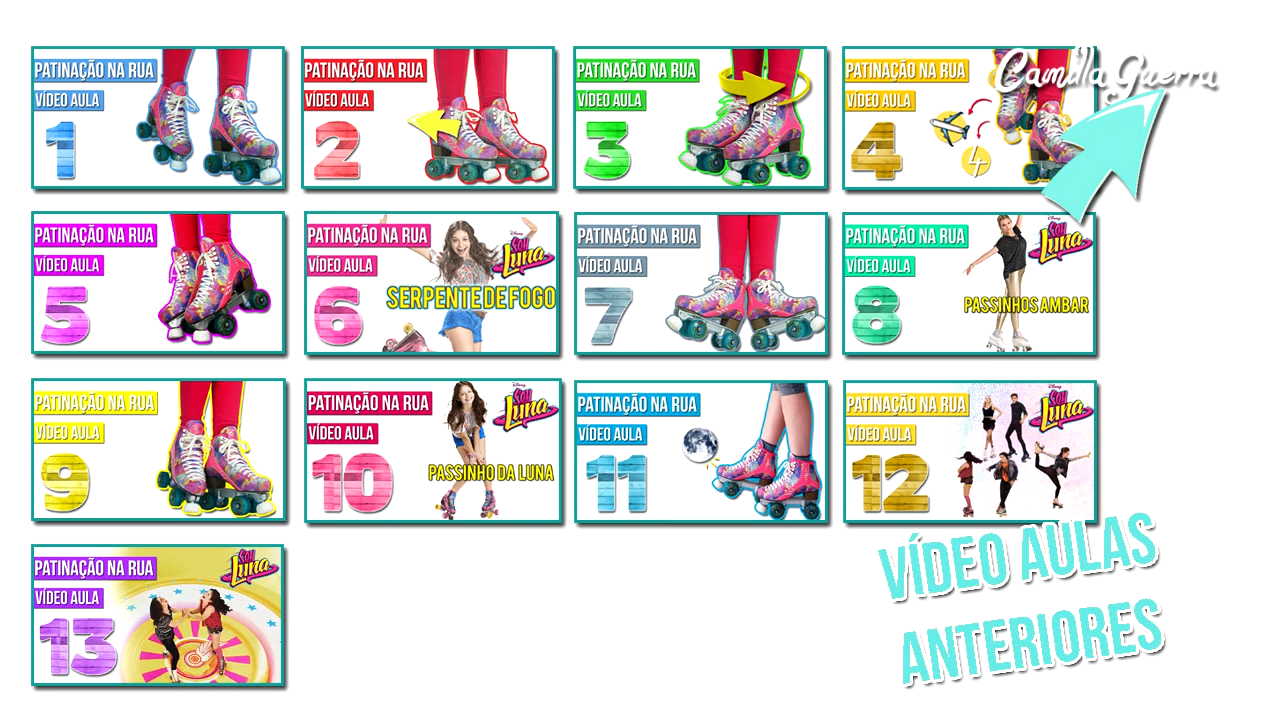 PATINAÇÃO NA RUA
VÍDEO AULA
1
PATINAÇÃO NA RUA
VÍDEO AULA
2
PATINAÇÃO NA RUA
VÍDEO AULA
3
PATINAÇÃO NA RUA
VÍDEO AULA
4
4
Camilla Guerra
PATINAÇÃO NA RUA
VÍDEO AULA
5
PATINAÇÃO NA RUA
VÍDEO AULA
6
Disney
SOY
Luna
SERPENTE DE FOGO
PATINAÇÃO NA RUA
VÍDEO AULA
7
PATINAÇÃO NA RUA
VÍDEO AULA
8
Disney
SOY
Luna
PASSINHOS AMBAR
PATINAÇÃO NA RUA
VÍDEO AULA
9
PATINAÇÃO NA RUA
VÍDEO AULA
10
Disney
SOY
Luna
PASSINHO DA LUNA
PATINAÇÃO NA RUA
VÍDEO AULA
11
PATINAÇÃO NA RUA
VÍDEO AULA
12
Disney
SOY
Luna
PATINAÇÃO NA RUA
VÍDEO AULA
13
SOY
Luna
VÍDEO AULAS
ANTERIORES